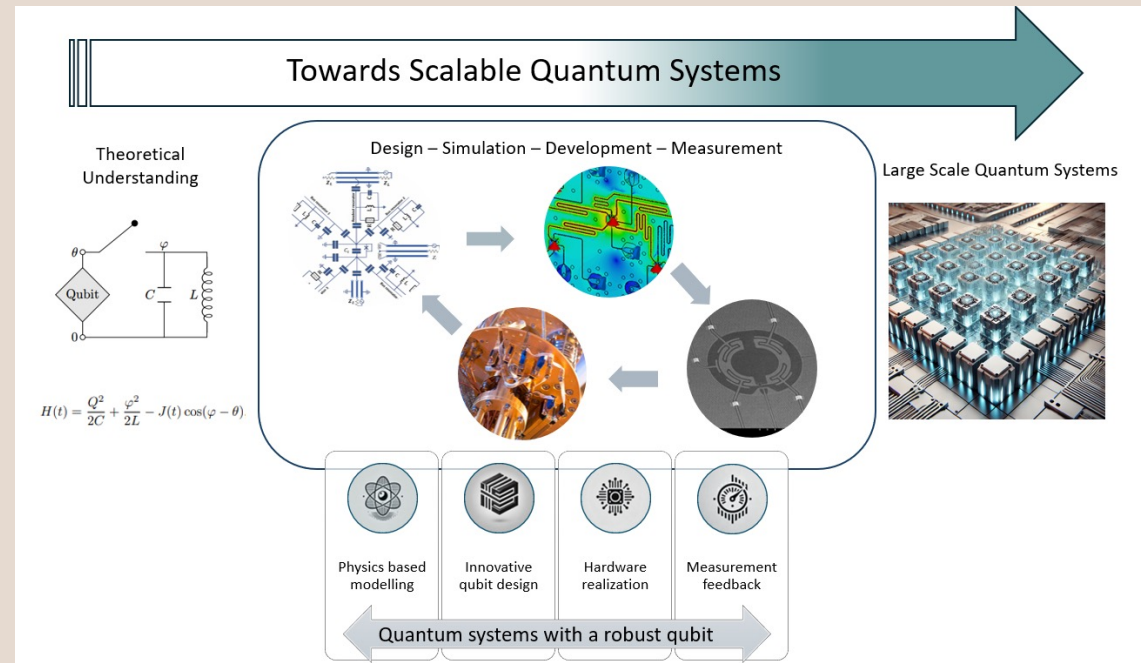 Towards Scalable Quantum Systems
Theoretical
Understanding
θ
φ
Qubit
C
L
0
H(t) = Q²/2C + φ²/2L − J(t) cos(φ − θ)
Design – Simulation – Development – Measurement
Large Scale Quantum Systems
Physics based
modelling
Innovative
qubit design
Hardware
realization
Measurement
feedback
Quantum systems with a robust qubit